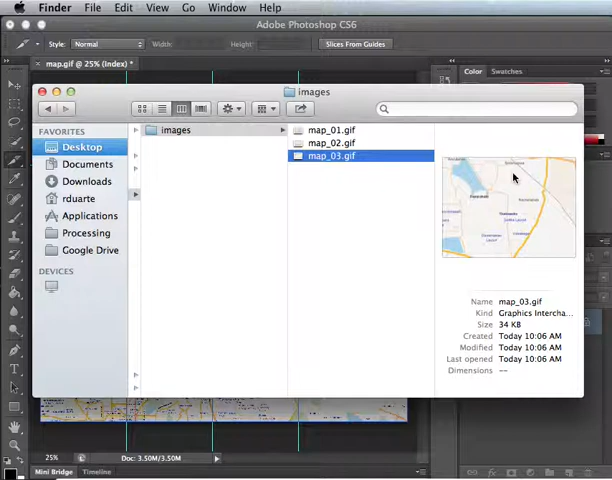 Finder File Edit View Go Window Help
Adobe Photoshop CS6
Style: Normal Width: Height: Slices From Guides
map.gif @ 25% (Index) *
Color Swatches
images
FAVORITES
Desktop
Documents
Downloads
rduarte
Applications
Processing
Google Drive
DEVICES
images
map_01.gif
map_02.gif
map_03.gif
Name map_03.gif
Kind Graphics Intercha...
Size 34 KB
Created Today 10:06 AM
Modified Today 10:06 AM
Last opened Today 10:06 AM
Dimensions --
25% Doc: 3.50M/3.50M
Mini Bridge Timeline